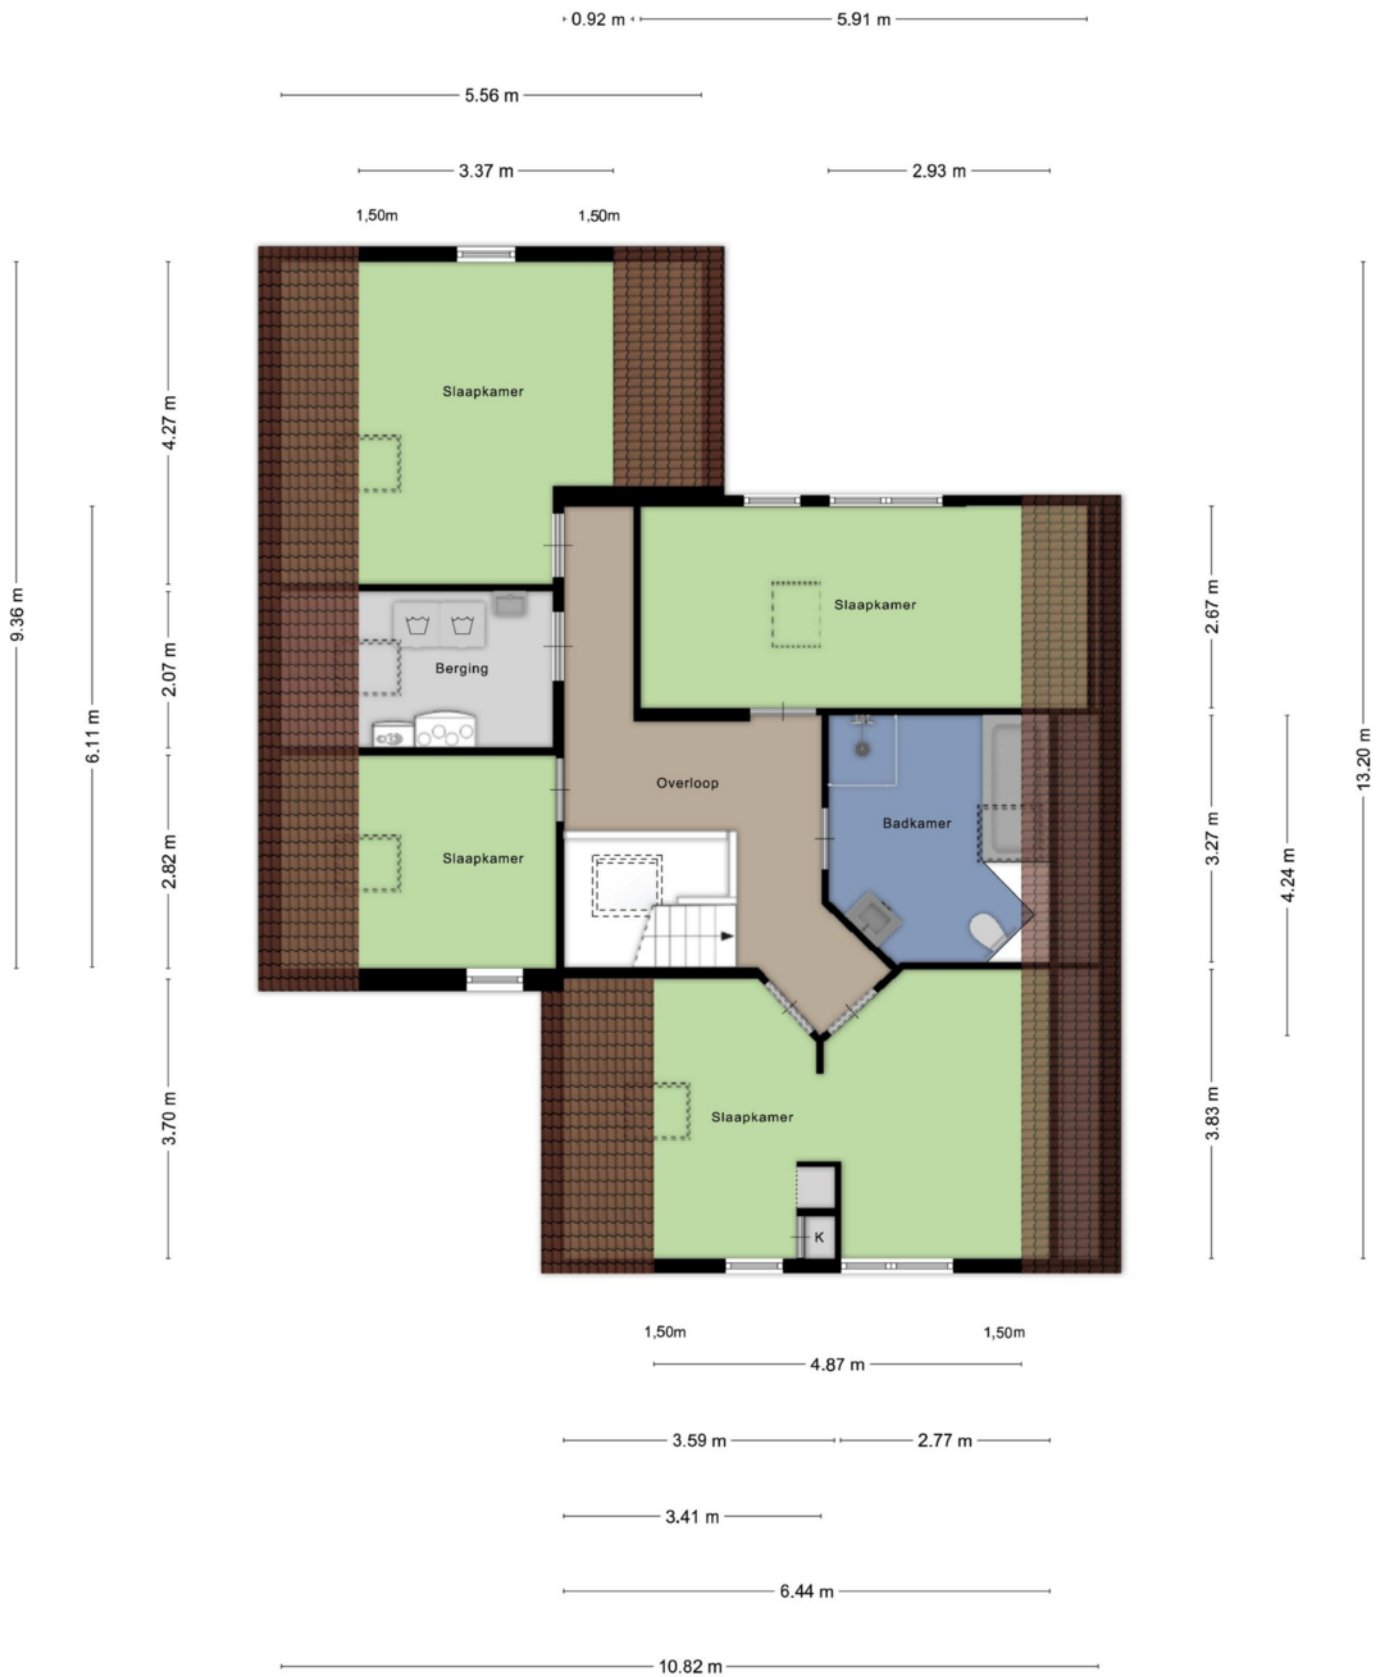 0.92 m
5.91 m
5.56 m
3.37 m
2.93 m
1,50m
1,50m
Slaapkamer
4.27 m
9.36 m
Slaapkamer
2.67 m
Berging
2.07 m
6.11 m
13.20 m
Overloop
Badkamer
3.27 m
Slaapkamer
2.82 m
4.24 m
Slaapkamer
3.70 m
3.83 m
K
1,50m
1,50m
4.87 m
3.59 m
2.77 m
3.41 m
6.44 m
10.82 m